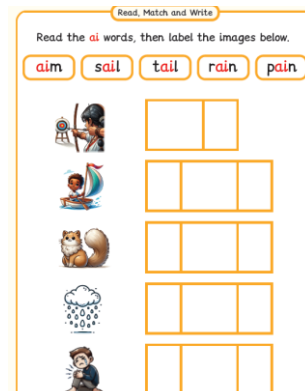 Read, Match and Write
Read the ai words, then label the images below.
aim sail tail rain pain